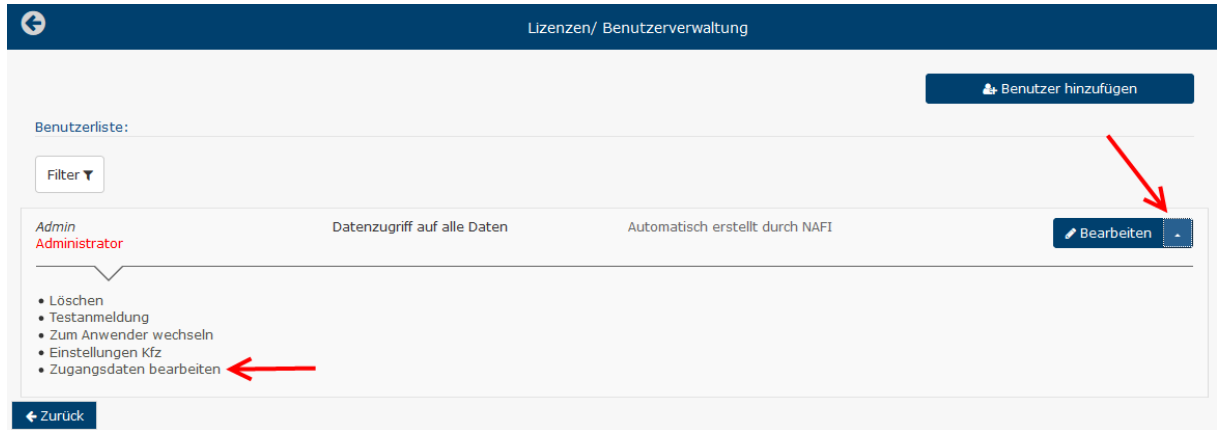 Lizenzen/ Benutzerverwaltung
Benutzer hinzufügen
Benutzerliste:
Filter
Admin
Administrator
Datenzugriff auf alle Daten
Automatisch erstellt durch NAFI
Bearbeiten
• Löschen
• Testanmeldung
• Zum Anwender wechseln
• Einstellungen Kfz
• Zugangsdaten bearbeiten
Zurück